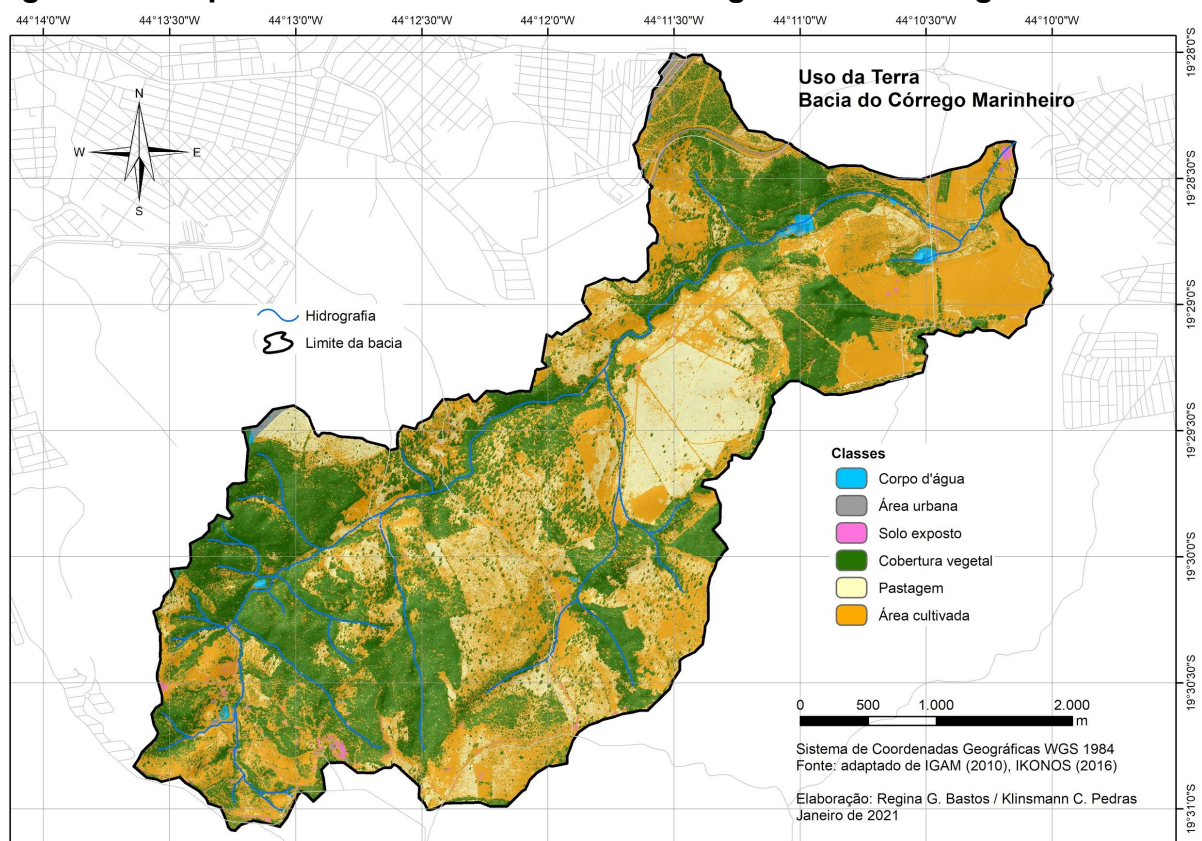 44°14'0"W 44°13'30"W 44°13'0"W 44°12'30"W 44°12'0"W 44°11'30"W 44°11'0"W 44°10'30"W 44°10'0"W
19°28'0"S
Uso da Terra
Bacia do Córrego Marinheiro
N
W E
S
19°28'30"S
19°29'0"S
Hidrografia
Limite da bacia
19°29'30"S
Classes
Corpo d'água
Área urbana
Solo exposto
Cobertura vegetal
Pastagem
Área cultivada
19°30'0"S
19°30'30"S
0 500 1.000 2.000
m
Sistema de Coordenadas Geográficas WGS 1984
Fonte: adaptado de IGAM (2010), IKONOS (2016)
Elaboração: Regina G. Bastos / Klinsmann C. Pedras
Janeiro de 2021
19°31'0"S